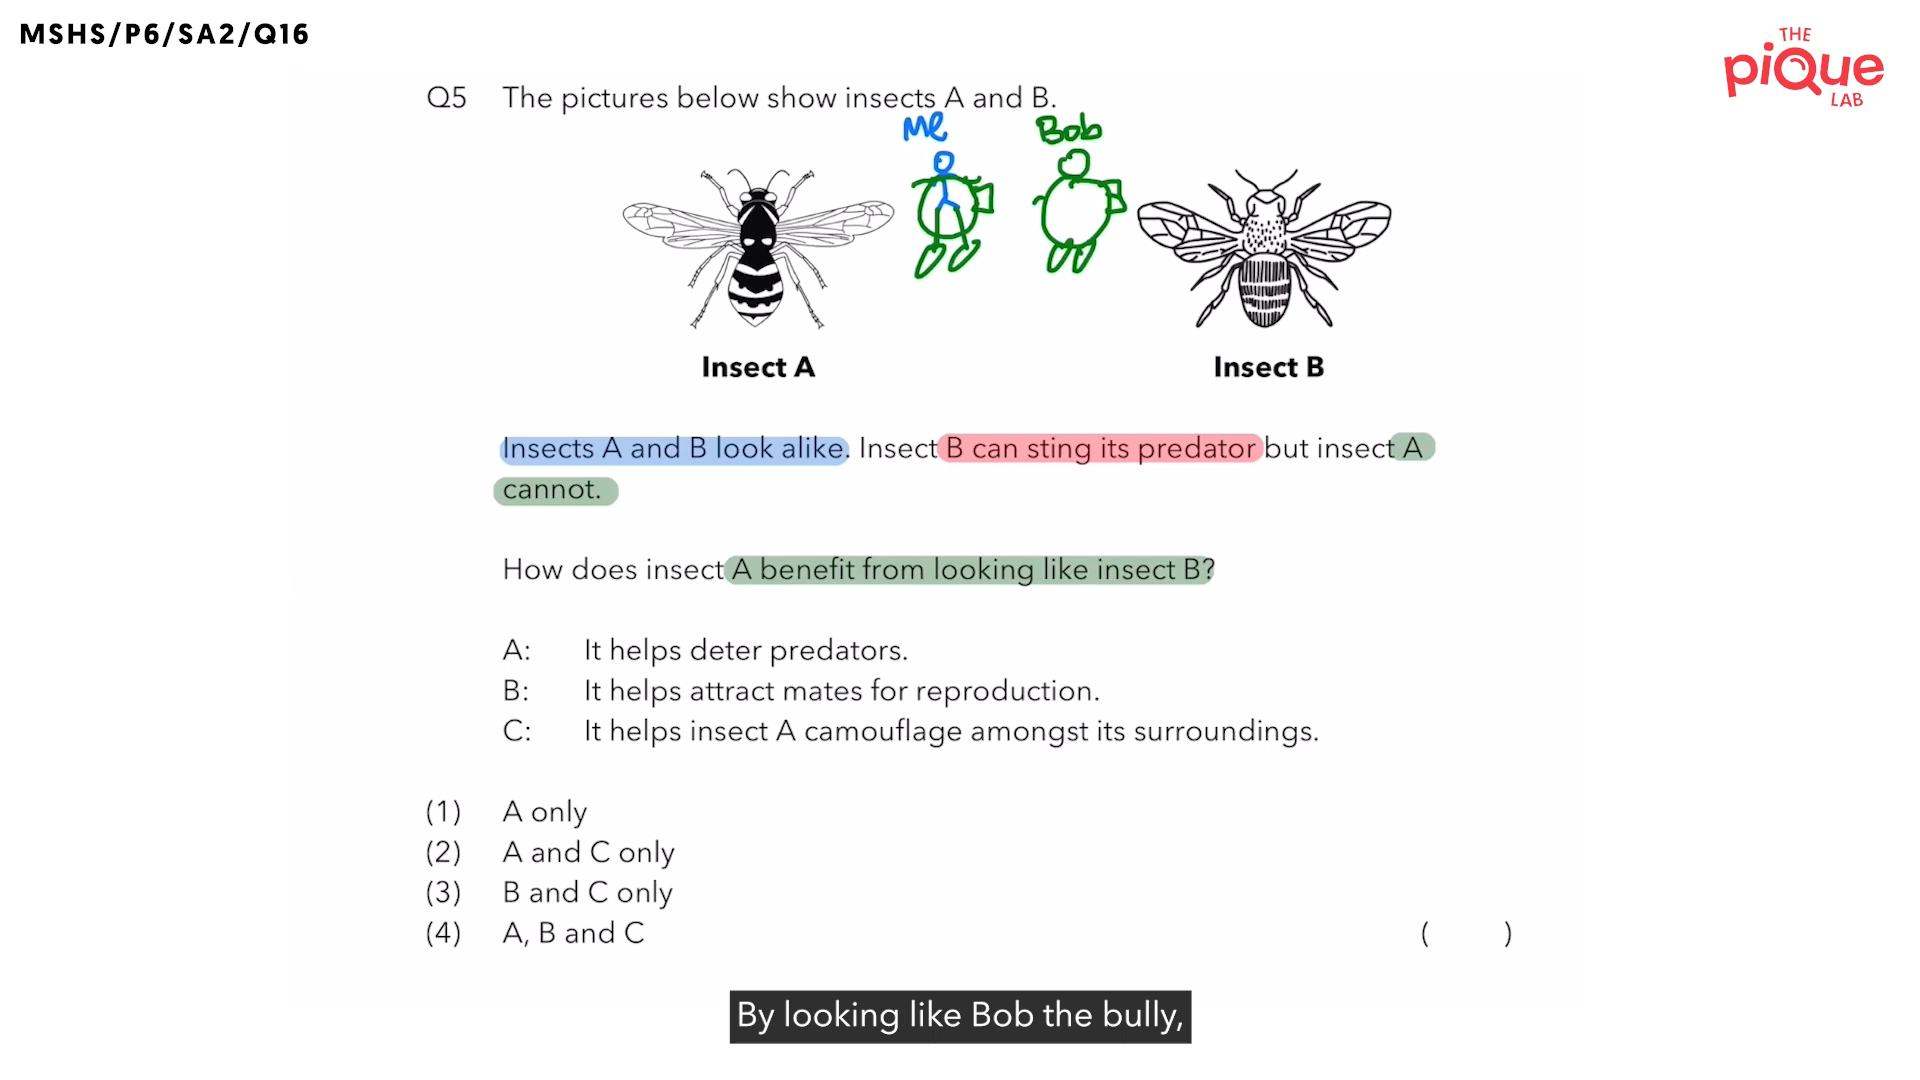 MSHS/P6/SA2/Q16
THE
piQue
LAB
Q5 The pictures below show insects A and B.
Me
Bob
Insect A
Insect B
Insects A and B look alike. Insect B can sting its predator but insect A
cannot.
How does insect A benefit from looking like insect B?
A: It helps deter predators.
B: It helps attract mates for reproduction.
C: It helps insect A camouflage amongst its surroundings.
(1) A only
(2) A and C only
(3) B and C only
(4) A, B and C ( )
By looking like Bob the bully,